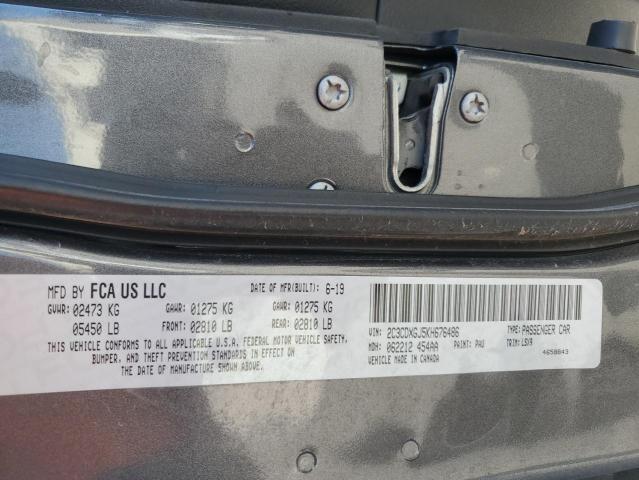 MFD BY FCA US LLC DATE OF MFR(BUILT): 6-19
GVWR: 02473 KG GAWR: 01275 KG GAWR: 01275 KG
05450 LB FRONT: 02810 LB REAR: 02810 LB
THIS VEHICLE CONFORMS TO ALL APPLICABLE U.S.A. FEDERAL MOTOR VEHICLE SAFETY,
BUMPER, AND THEFT PREVENTION STANDARDS IN EFFECT ON
THE DATE OF MANUFACTURE SHOWN ABOVE.
VIN: 2C3CDXGJ5KH676486 TYPE: PASSENGER CAR
MDH: 062212 454AA PAINT: PAU TRIM: LSX9
VEHICLE MADE IN CANADA 4658843